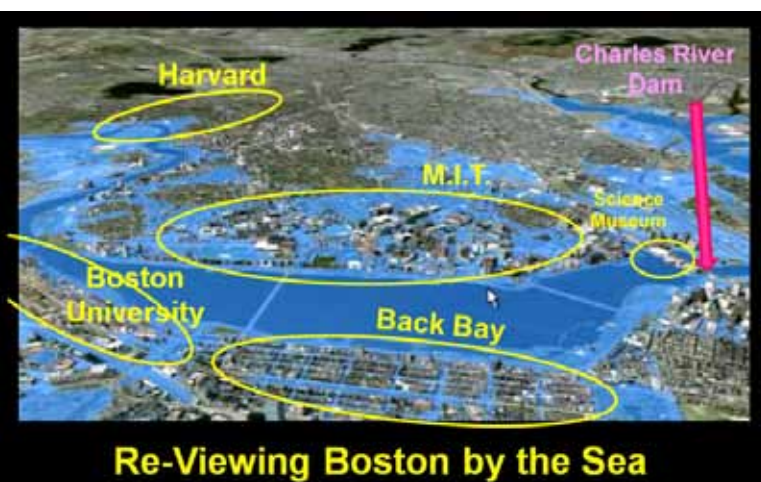 Harvard
Charles River
Dam
M.I.T.
Science
Museum
Boston
University
Back Bay
Re-Viewing Boston by the Sea